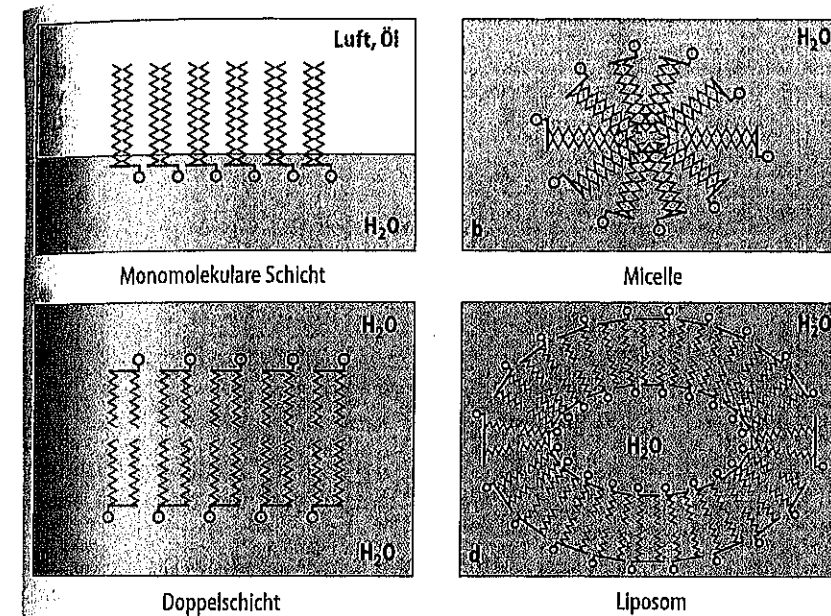 Luft, Öl
H₂O
Monomolekulare Schicht
H₂O
b
Micelle
H₂O
H₂O
Doppelschicht
H₂O
H₂O
d
Liposom